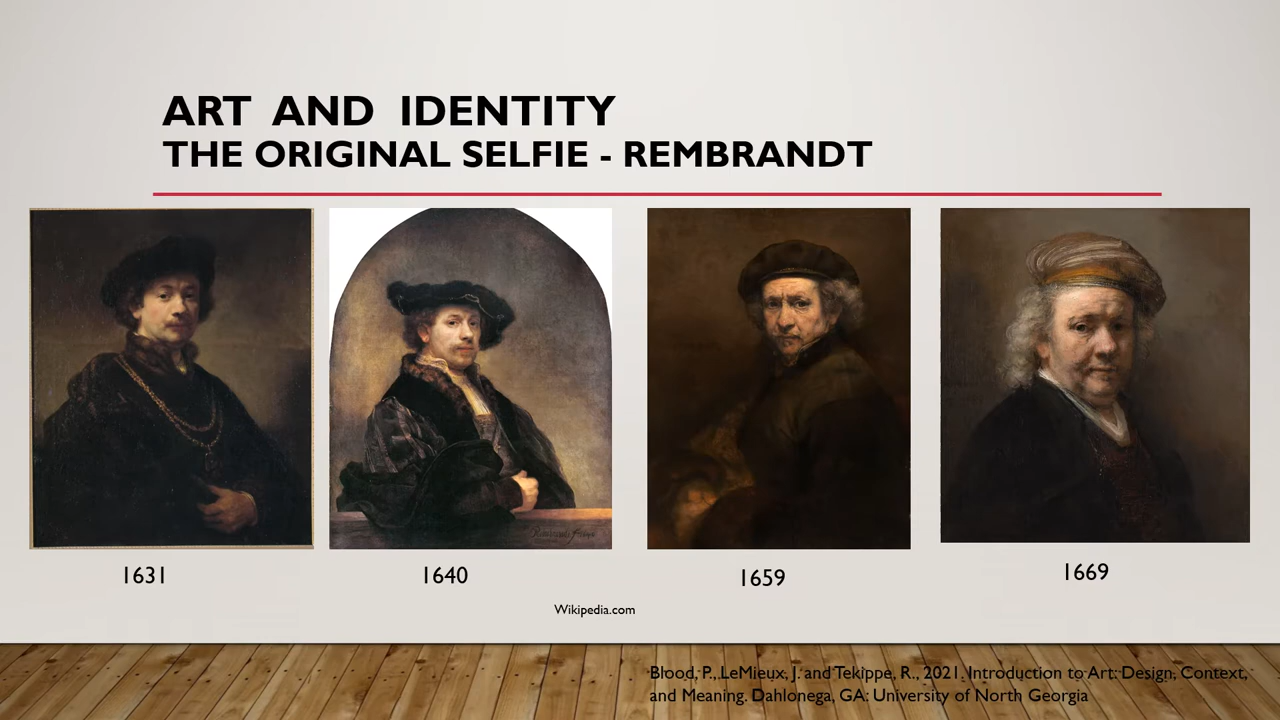 ART AND IDENTITY
THE ORIGINAL SELFIE - REMBRANDT
1631
1640
1659
1669
Wikipedia.com
Blood, P., LeMieux, J. and Tekippe, R., 2021. Introduction to Art: Design, Context,
and Meaning. Dahlonega, GA: University of North Georgia